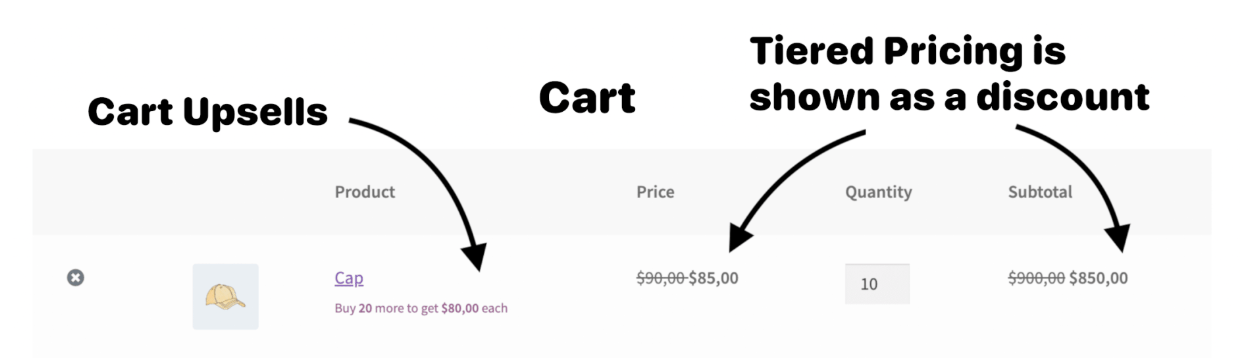 Tiered Pricing is
shown as a discount
Cart
Cart Upsells
Product Price Quantity Subtotal
Cap $90,00 $85,00 10 $900,00 $850,00
Buy 20 more to get $80,00 each